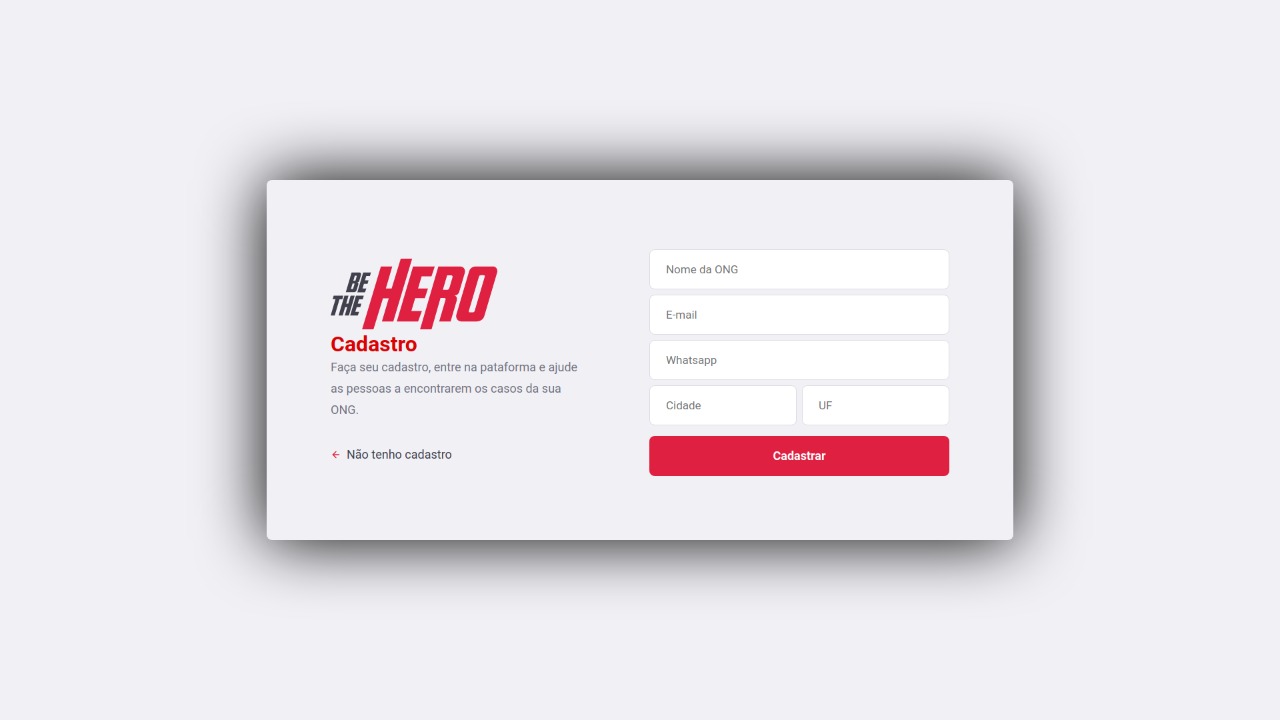 BE
THE
HERO
Cadastro
Faça seu cadastro, entre na pataforma e ajude
as pessoas a encontrarem os casos da sua
ONG.
Não tenho cadastro
Nome da ONG
E-mail
Whatsapp
Cidade
UF
Cadastrar